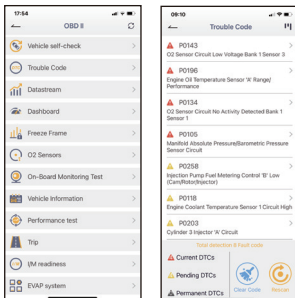 17:54
OBD II
Vehicle self-check
Trouble Code
Datastream
Dashboard
Freeze Frame
O2 Sensors
On-Board Monitoring Test
Vehicle Information
Performance test
Trip
I/M readiness
EVAP system
09:10
Trouble Code
P0143
O2 Sensor Circuit Low Voltage Bank 1 Sensor 3
P0196
Engine Oil Temperature Sensor 'A' Range/
Performance
P0134
O2 Sensor Circuit No Activity Detected Bank 1
Sensor 1
P0105
Manifold Absolute Pressure/Barometric Pressure
Sensor Circuit
P0258
Injection Pump Fuel Metering Control 'B' Low
(Cam/Rotor/Injector)
P0118
Engine Coolant Temperature Sensor 1 Circuit High
P0203
Cylinder 3 Injector 'A' Circuit
Total detection 8 fault code
Current DTCs
Pending DTCs
Permanent DTCs
Clear Code
Rescan